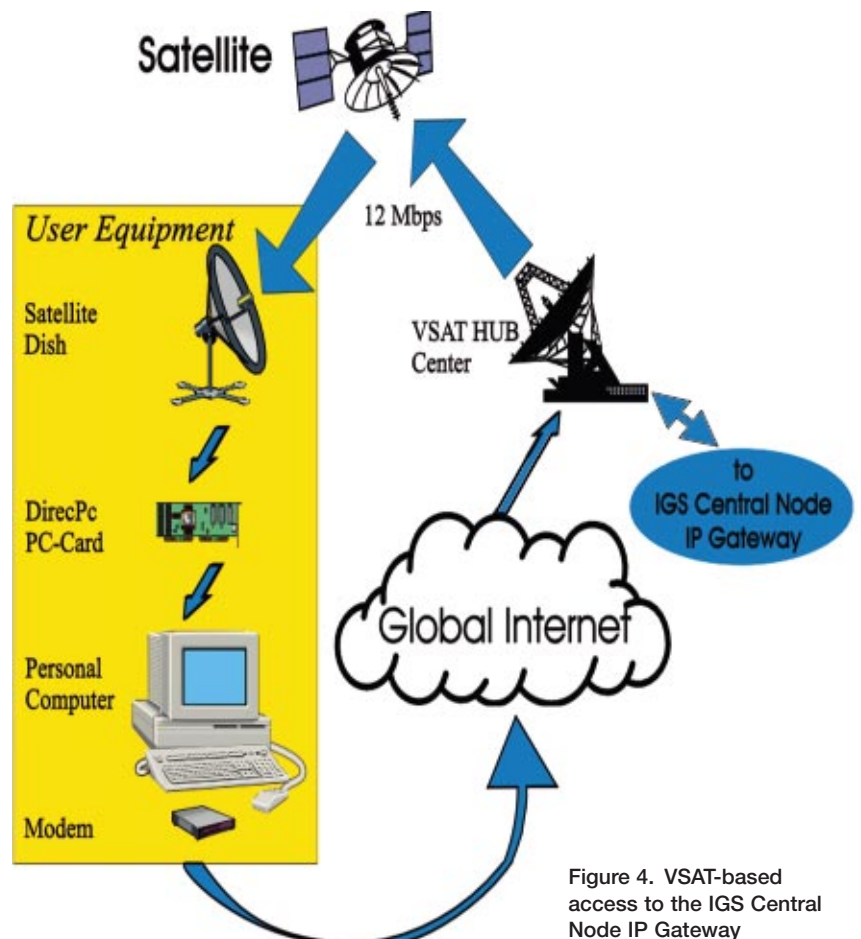 Satellite
12 Mbps
User Equipment
Satellite
Dish
VSAT HUB
Center
DirecPc
PC-Card
to
IGS Central Node
IP Gateway
Global Internet
Personal
Computer
Modem
Figure 4. VSAT-based
access to the IGS Central
Node IP Gateway